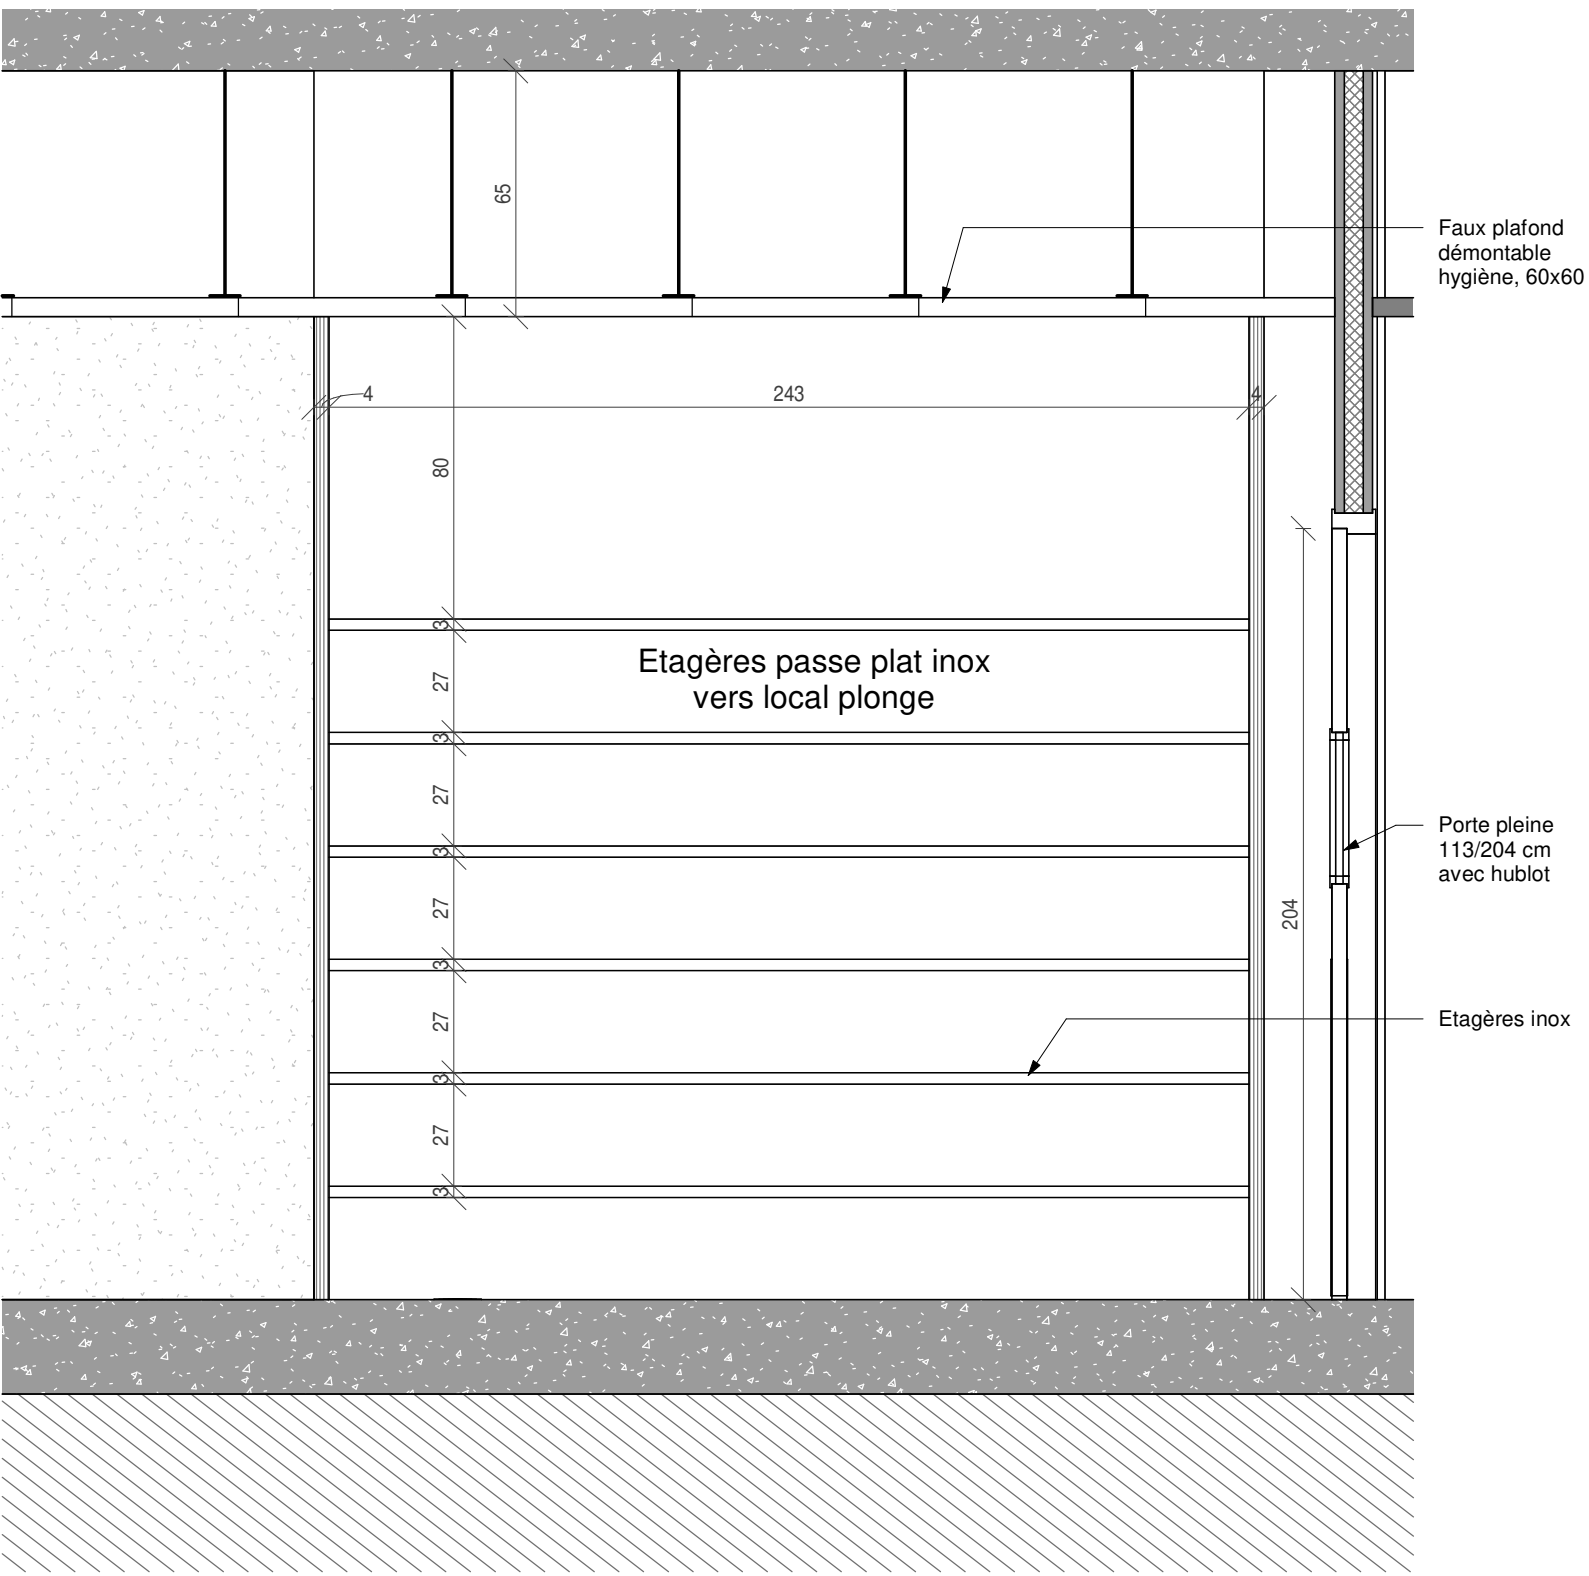 65
Faux plafond
démontable
hygiène, 60x60
4
243
4
80
3
Etagères passe plat inox
vers local plonge
27
3
27
Porte pleine
113/204 cm
avec hublot
3
27
204
3
27
Etagères inox
3
27
3